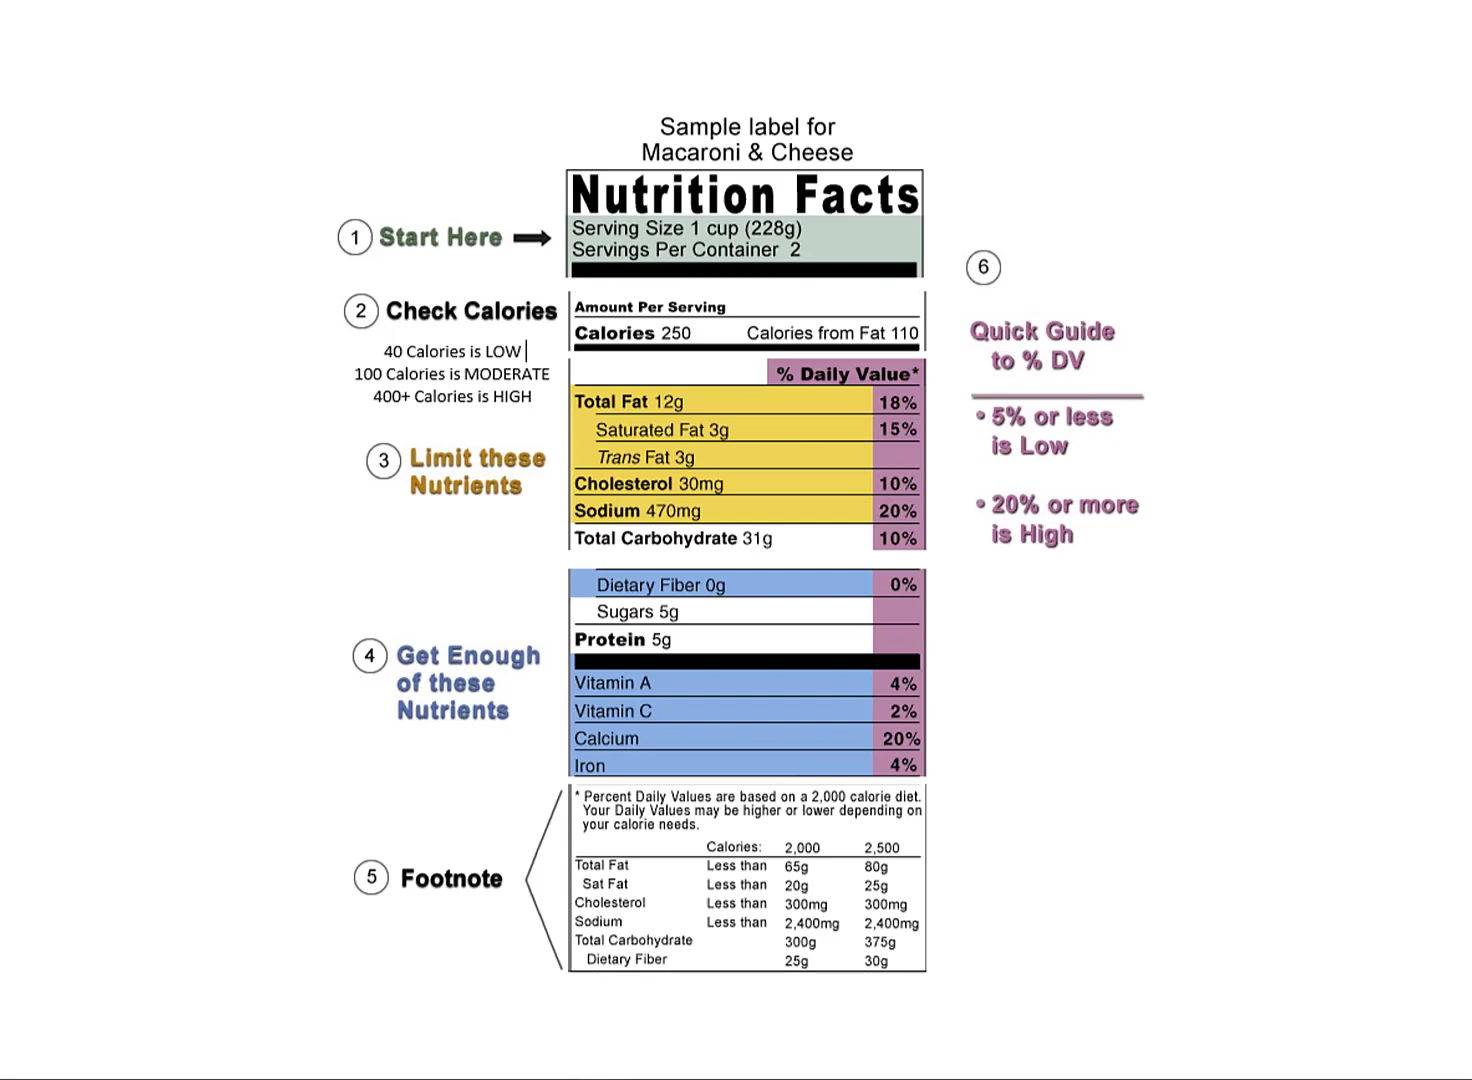 Sample label for
Macaroni & Cheese
Nutrition Facts
1 Start Here
Serving Size 1 cup (228g)
Servings Per Container 2
2 Check Calories
40 Calories is LOW
100 Calories is MODERATE
400+ Calories is HIGH
Amount Per Serving
Calories 250 Calories from Fat 110
% Daily Value*
3 Limit these
Nutrients
Total Fat 12g 18%
Saturated Fat 3g 15%
Trans Fat 3g
Cholesterol 30mg 10%
Sodium 470mg 20%
Total Carbohydrate 31g 10%
4 Get Enough
of these
Nutrients
Dietary Fiber 0g 0%
Sugars 5g
Protein 5g
Vitamin A 4%
Vitamin C 2%
Calcium 20%
Iron 4%
5 Footnote
* Percent Daily Values are based on a 2,000 calorie diet.
Your Daily Values may be higher or lower depending on
your calorie needs.
Calories: 2,000 2,500
Total Fat Less than 65g 80g
Sat Fat Less than 20g 25g
Cholesterol Less than 300mg 300mg
Sodium Less than 2,400mg 2,400mg
Total Carbohydrate 300g 375g
Dietary Fiber 25g 30g
6
Quick Guide
to % DV
• 5% or less
is Low
• 20% or more
is High